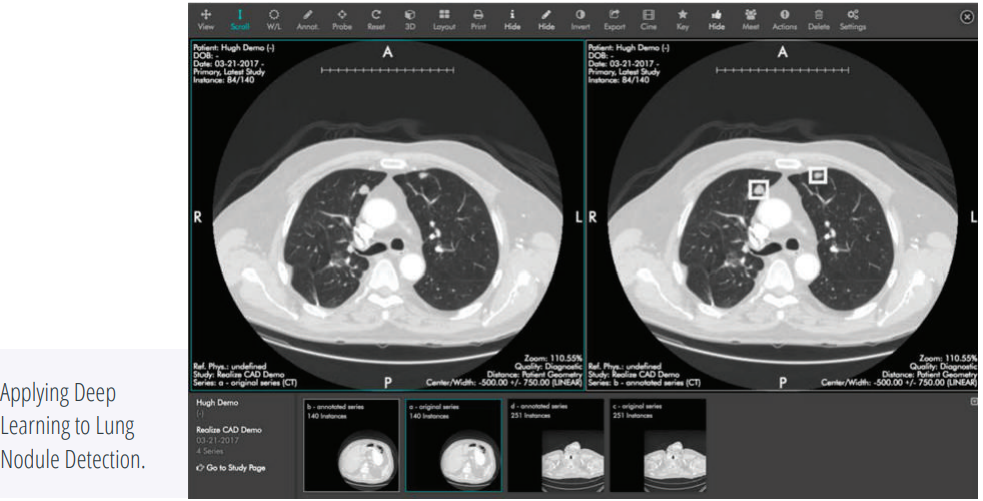 View Scroll W/L Annot. Probe Reset 3D Layout Print Hide Hide Invert Export Cine Key Hide Meet Actions Delete Settings
Patient: Hugh Demo (-)
DOB: -
Date: 03-21-2017 -
Primary, Latest Study
Instance: 84/140
A
R
L
Ref. Phys.: undefined
Study: Realize CAD Demo
Series: a - original series (CT)
P
Zoom: 110.55%
Quality: Diagnostic
Distance: Patient Geometry
Center/Width: -500.00 +/- 750.00 (LINEAR)
Patient: Hugh Demo (-)
DOB: -
Date: 03-21-2017 -
Primary, Latest Study
Instance: 84/140
A
R
L
Ref. Phys.: undefined
Study: Realize CAD Demo
Series: b - annotated series (CT)
P
Zoom: 110.55%
Quality: Diagnostic
Distance: Patient Geometry
Center/Width: -500.00 +/- 750.00 (LINEAR)
Applying Deep
Learning to Lung
Nodule Detection.
Hugh Demo
(-)
Realize CAD Demo
03-21-2017
4 Series
Go to Study Page
b - annotated series
140 Instances
a - original series
140 Instances
d - annotated series
251 Instances
c - original series
251 Instances